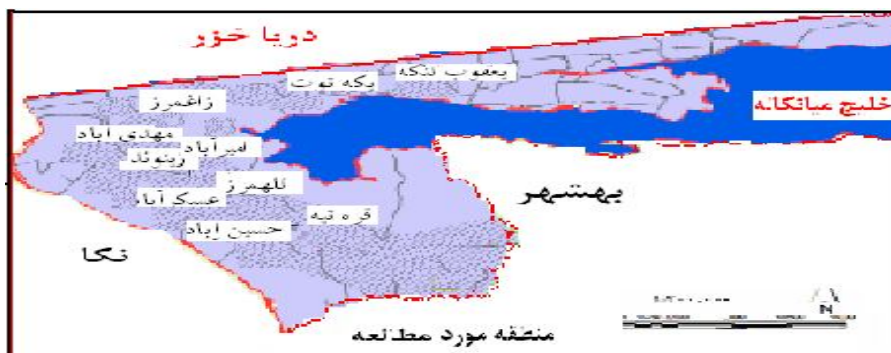 دریا خزر
یعقوب لنگه
یکه توت
زاغمرز
خلیج میانکاله
مهدی آباد
امیرآباد
زینوند
تلهمرز
عسکرآباد
قره تپه
حسین آباد
بهشهر
نکا
N
منطقه مورد مطالعه